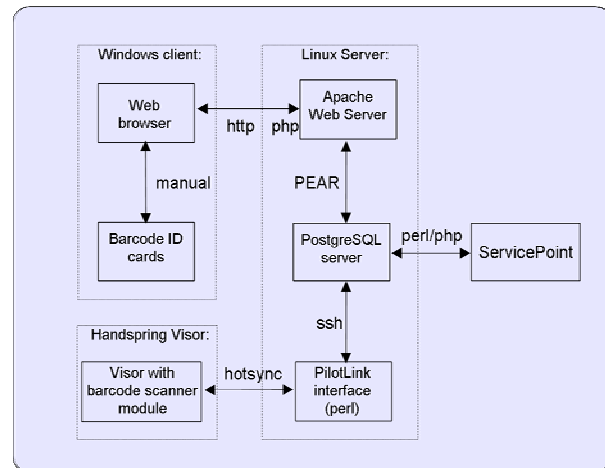 Windows client:
Linux Server:
Web
browser
http
php
Apache
Web Server
manual
PEAR
Barcode ID
cards
PostgreSQL
server
perl/php
ServicePoint
ssh
Handspring Visor:
Visor with
barcode scanner
module
hotsync
PilotLink
interface
(perl)